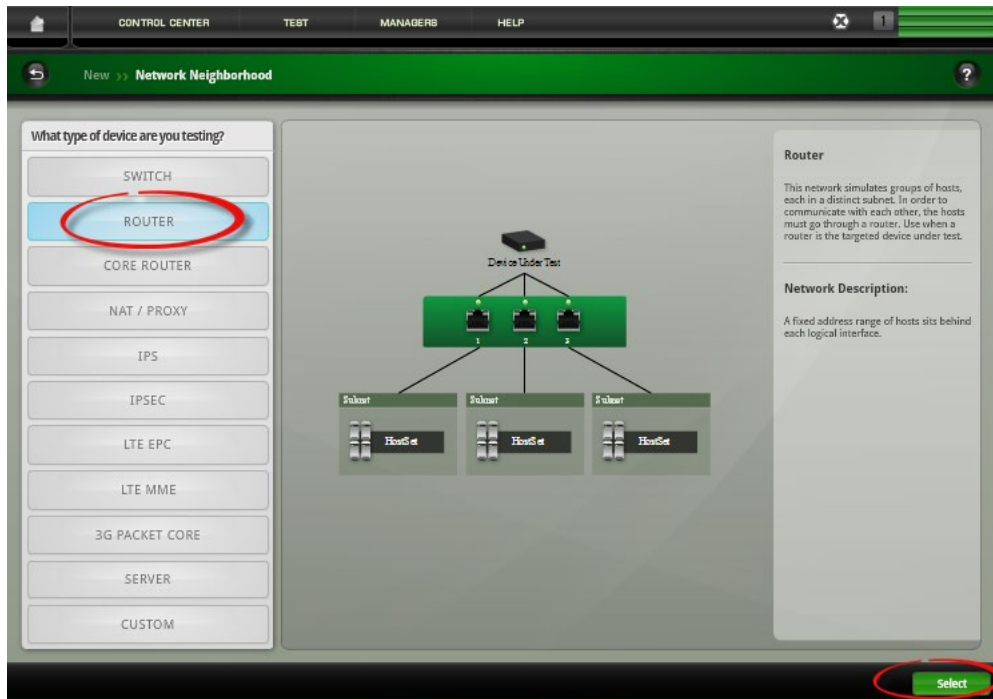 CONTROL CENTER TEST MANAGERS HELP 1
New >> Network Neighborhood ?
What type of device are you testing?
SWITCH
ROUTER
CORE ROUTER
NAT / PROXY
IPS
IPSEC
LTE EPC
LTE MME
3G PACKET CORE
SERVER
CUSTOM
Device Under Test
1 2 3
Subnet Subnet Subnet
HostSet HostSet HostSet
Router
This network simulates groups of hosts,
each in a distinct subnet. In order to
communicate with each other, the hosts
must go through a router. Use when a
router is the targeted device under test.
Network Description:
A fixed address range of hosts sits behind
each logical interface.
Select